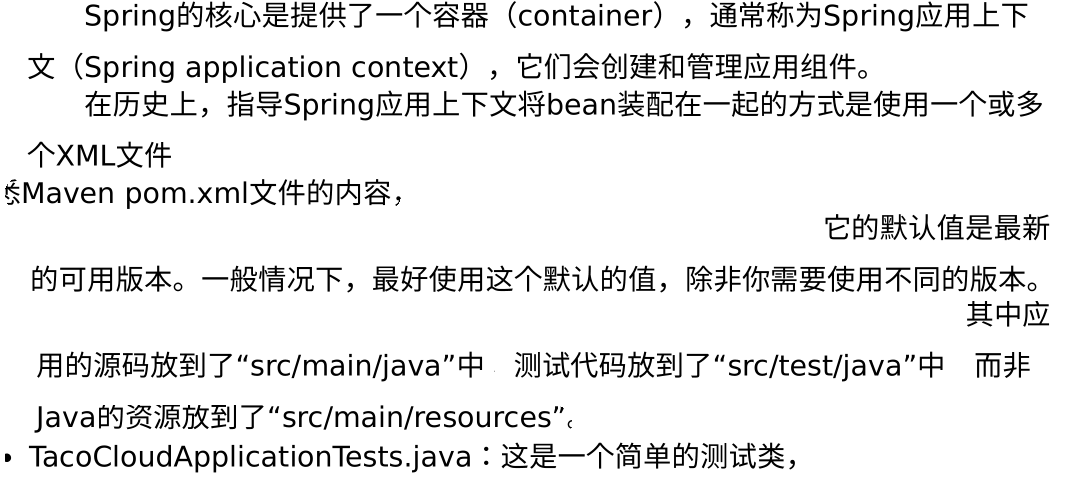 Spring的核心是提供了一个容器（container），通常称为Spring应用上下
文（Spring application context），它们会创建和管理应用组件。
在历史上，指导Spring应用上下文将bean装配在一起的方式是使用一个或多
个XML文件
Maven pom.xml文件的内容，
它的默认值是最新
的可用版本。一般情况下，最好使用这个默认的值，除非你需要使用不同的版本。
其中应
用的源码放到了“src/main/java”中 测试代码放到了“src/test/java”中 而非
Java的资源放到了“src/main/resources”。
• TacoCloudApplicationTests.java：这是一个简单的测试类，